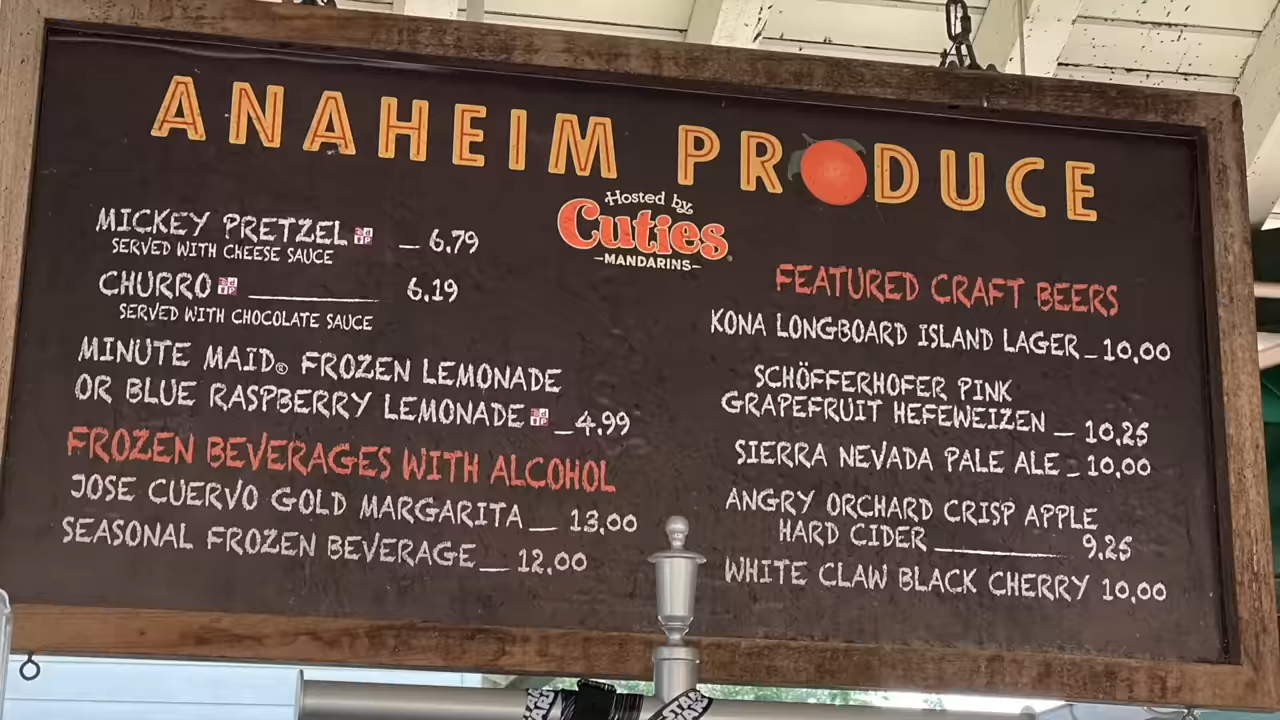 ANAHEIM PRODUCE
Hosted by
Cuties
MANDARINS
MICKEY PRETZEL 6.79
SERVED WITH CHEESE SAUCE
CHURRO 6.19
SERVED WITH CHOCOLATE SAUCE
MINUTE MAID® FROZEN LEMONADE
OR BLUE RASPBERRY LEMONADE 4.99
FROZEN BEVERAGES WITH ALCOHOL
JOSE CUERVO GOLD MARGARITA 13.00
SEASONAL FROZEN BEVERAGE 12.00
FEATURED CRAFT BEERS
KONA LONGBOARD ISLAND LAGER 10.00
SCHÖFFERHOFER PINK
GRAPEFRUIT HEFEWEIZEN 10.25
SIERRA NEVADA PALE ALE 10.00
ANGRY ORCHARD CRISP APPLE
HARD CIDER 9.25
WHITE CLAW BLACK CHERRY 10.00
STAR WARS
STAR WARS